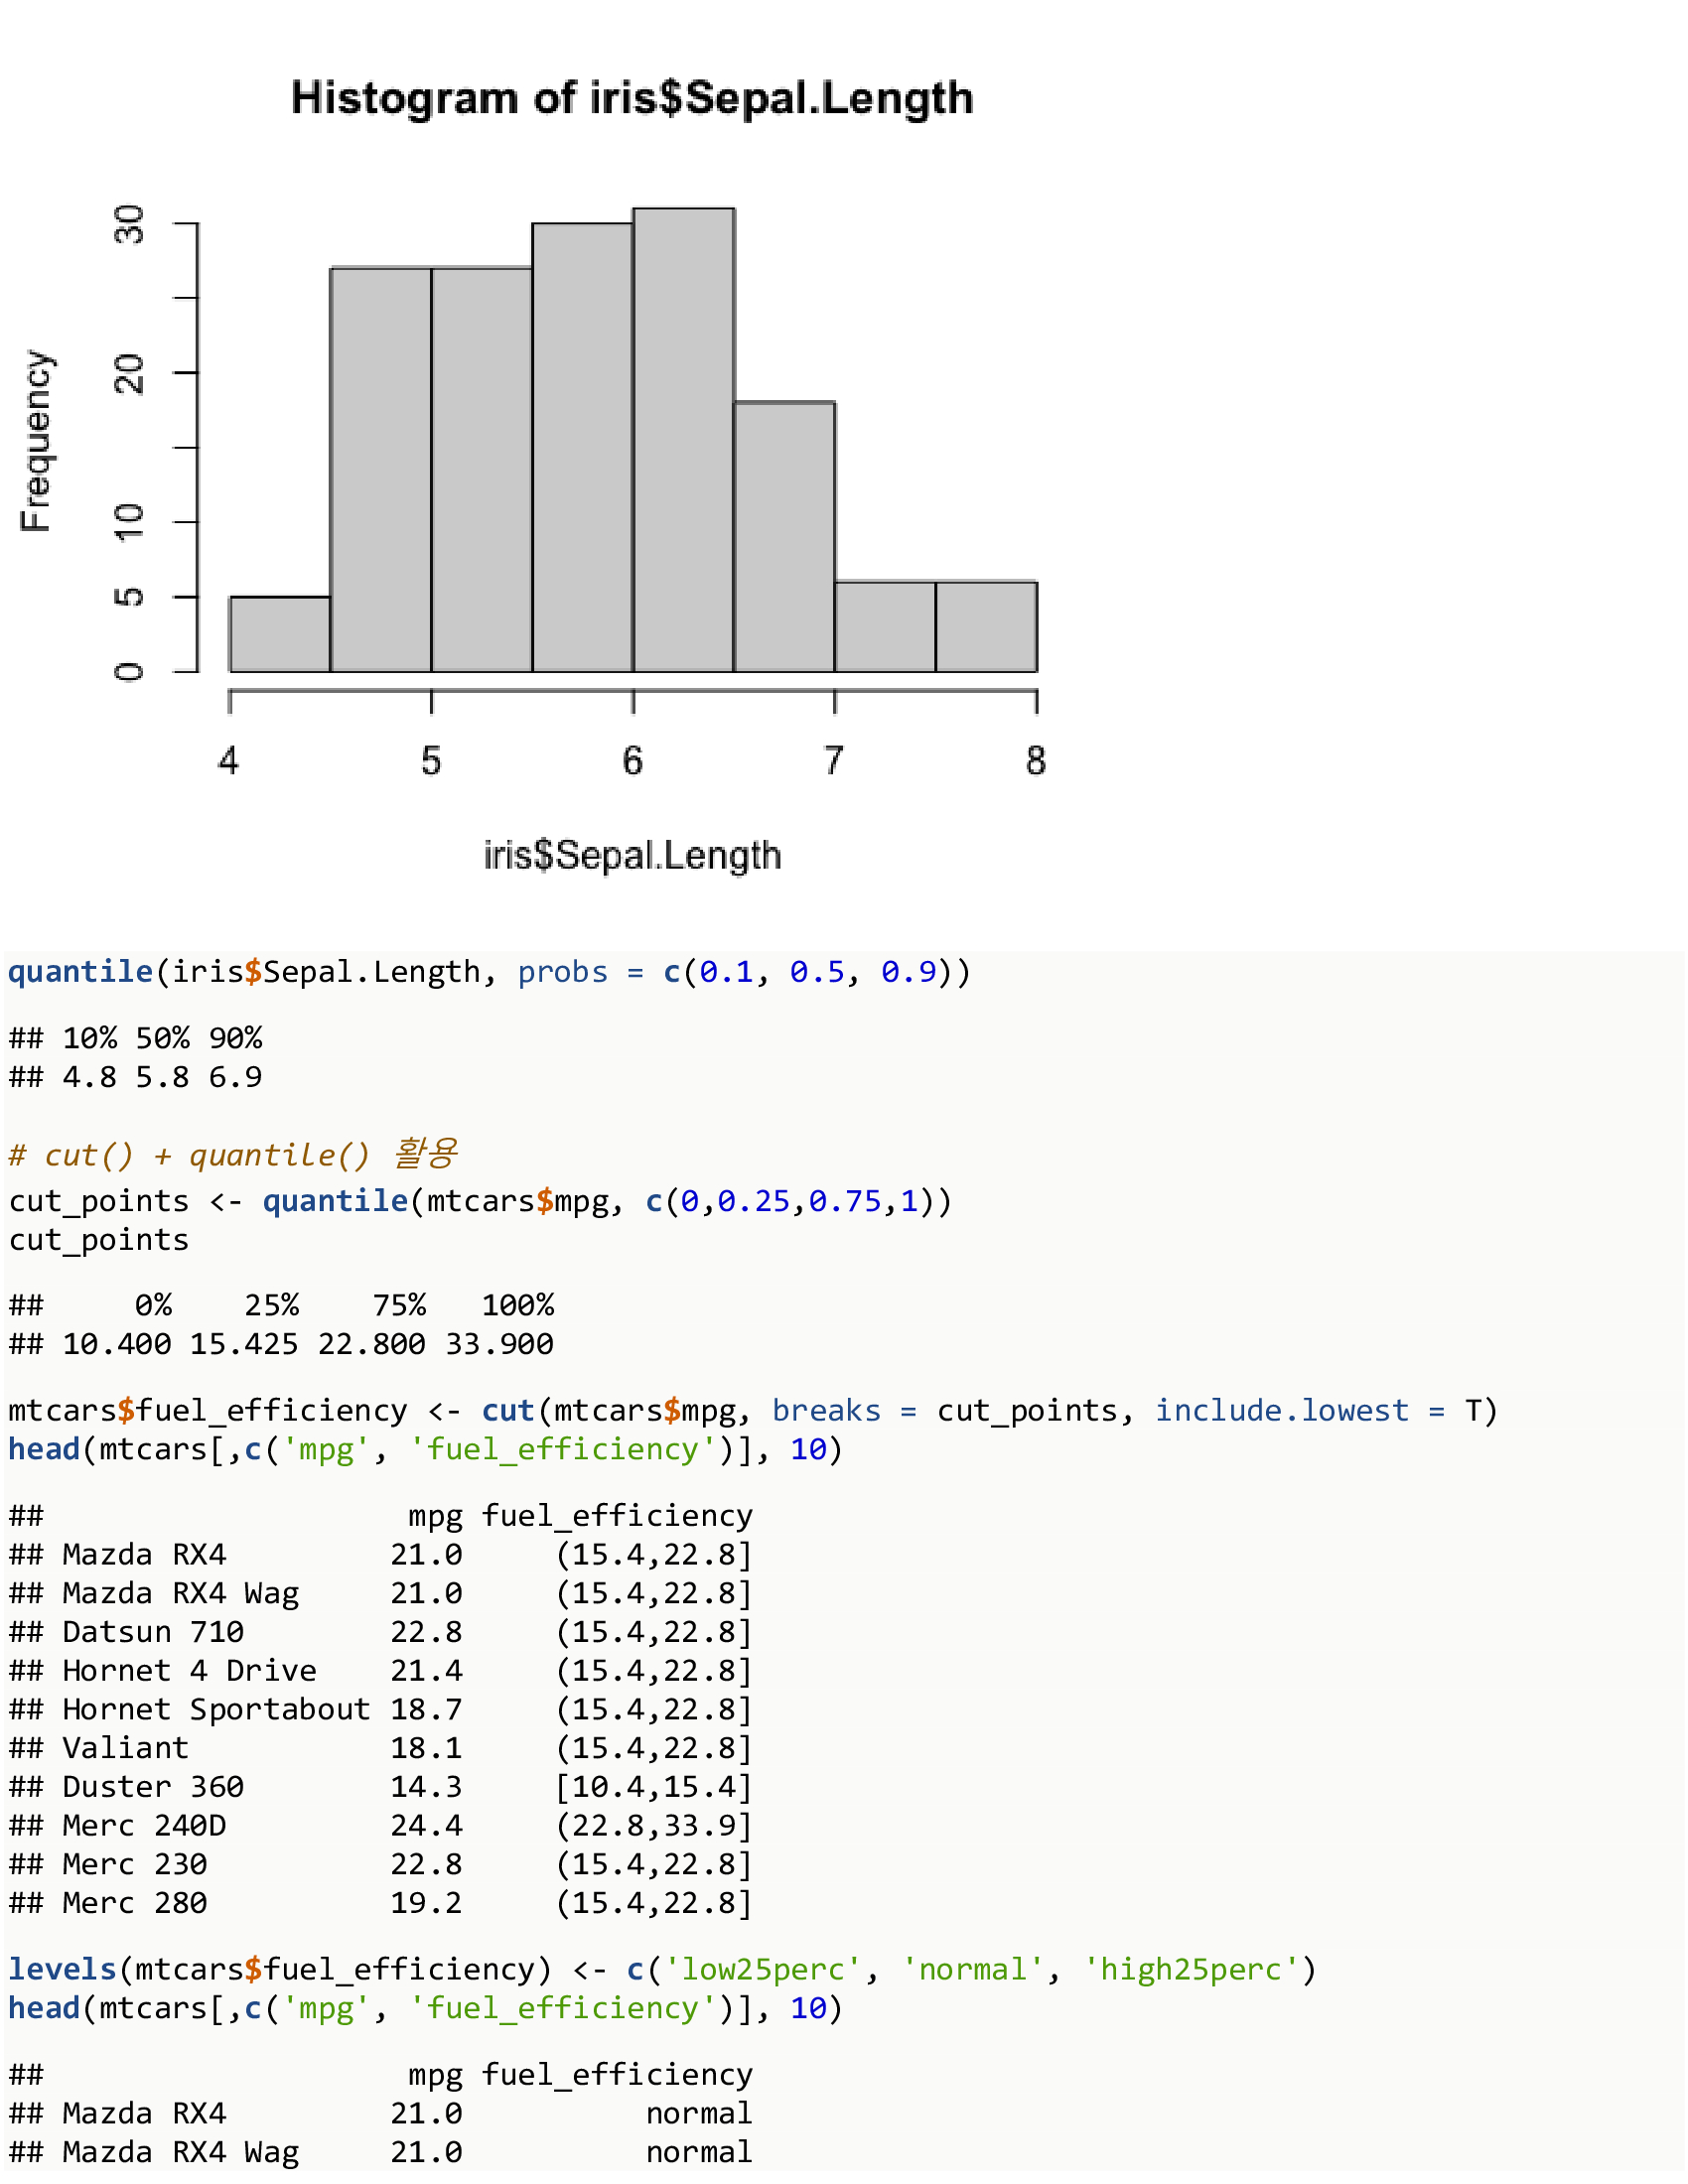 Histogram of iris$Sepal.Length
Frequency
30
20
10
5
0
4 5 6 7 8
iris$Sepal.Length
quantile(iris$Sepal.Length, probs = c(0.1, 0.5, 0.9))
## 10% 50% 90%
## 4.8 5.8 6.9
# cut() + quantile() 활용
cut_points <- quantile(mtcars$mpg, c(0,0.25,0.75,1))
cut_points
##     0%    25%    75%   100%
## 10.400 15.425 22.800 33.900
mtcars$fuel_efficiency <- cut(mtcars$mpg, breaks = cut_points, include.lowest = T)
head(mtcars[,c('mpg', 'fuel_efficiency')], 10)
##                    mpg fuel_efficiency
## Mazda RX4         21.0     (15.4,22.8]
## Mazda RX4 Wag     21.0     (15.4,22.8]
## Datsun 710        22.8     (15.4,22.8]
## Hornet 4 Drive    21.4     (15.4,22.8]
## Hornet Sportabout 18.7     (15.4,22.8]
## Valiant           18.1     (15.4,22.8]
## Duster 360        14.3     [10.4,15.4]
## Merc 240D         24.4     (22.8,33.9]
## Merc 230          22.8     (15.4,22.8]
## Merc 280          19.2     (15.4,22.8]
levels(mtcars$fuel_efficiency) <- c('low25perc', 'normal', 'high25perc')
head(mtcars[,c('mpg', 'fuel_efficiency')], 10)
##                    mpg fuel_efficiency
## Mazda RX4         21.0          normal
## Mazda RX4 Wag     21.0          normal